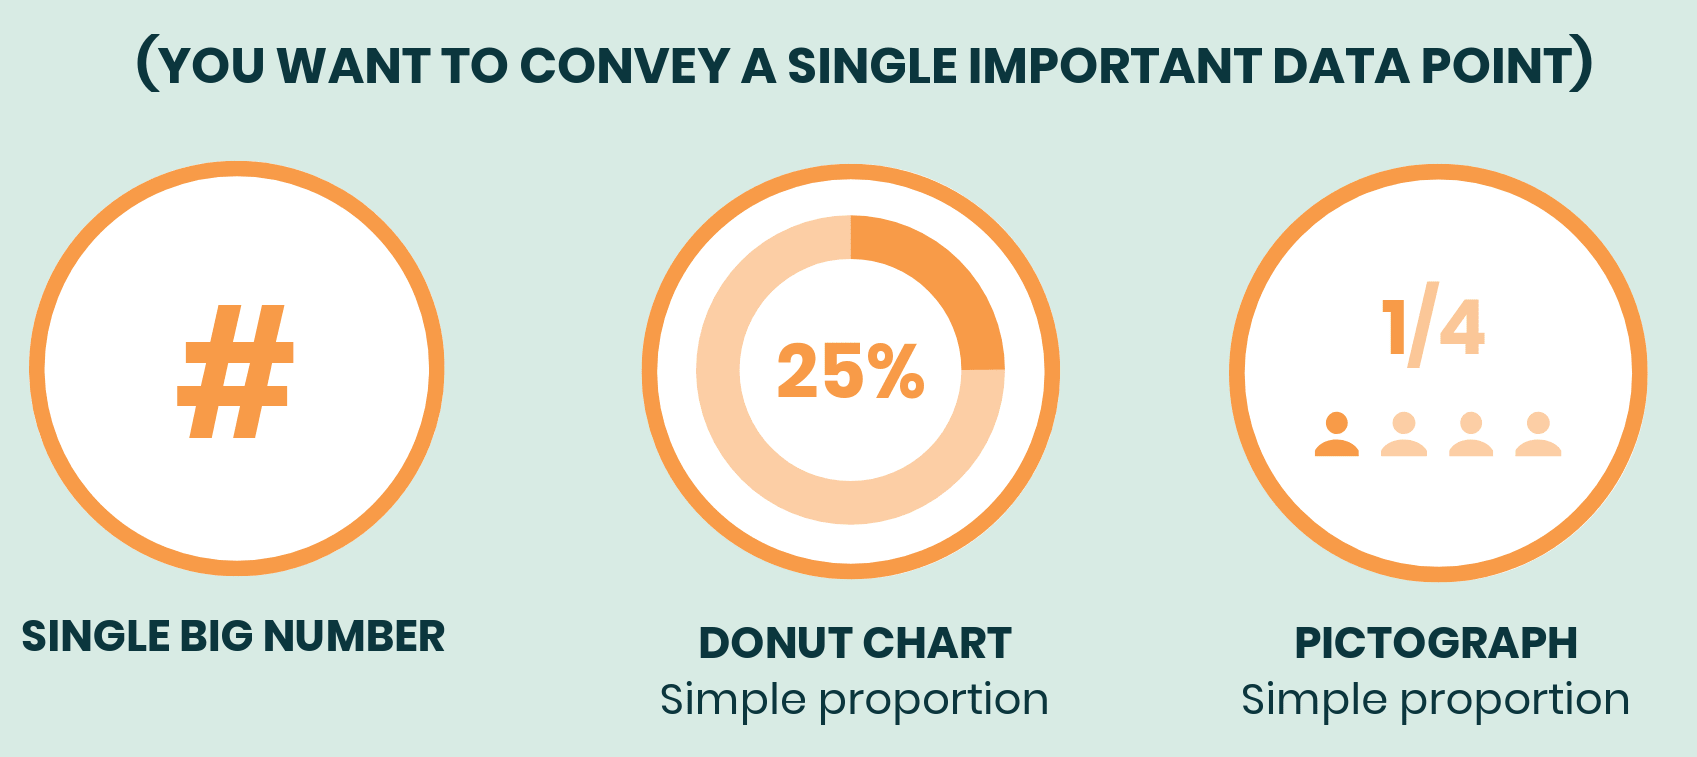 (YOU WANT TO CONVEY A SINGLE IMPORTANT DATA POINT)
#
SINGLE BIG NUMBER
25%
DONUT CHART
Simple proportion
1/4
PICTOGRAPH
Simple proportion